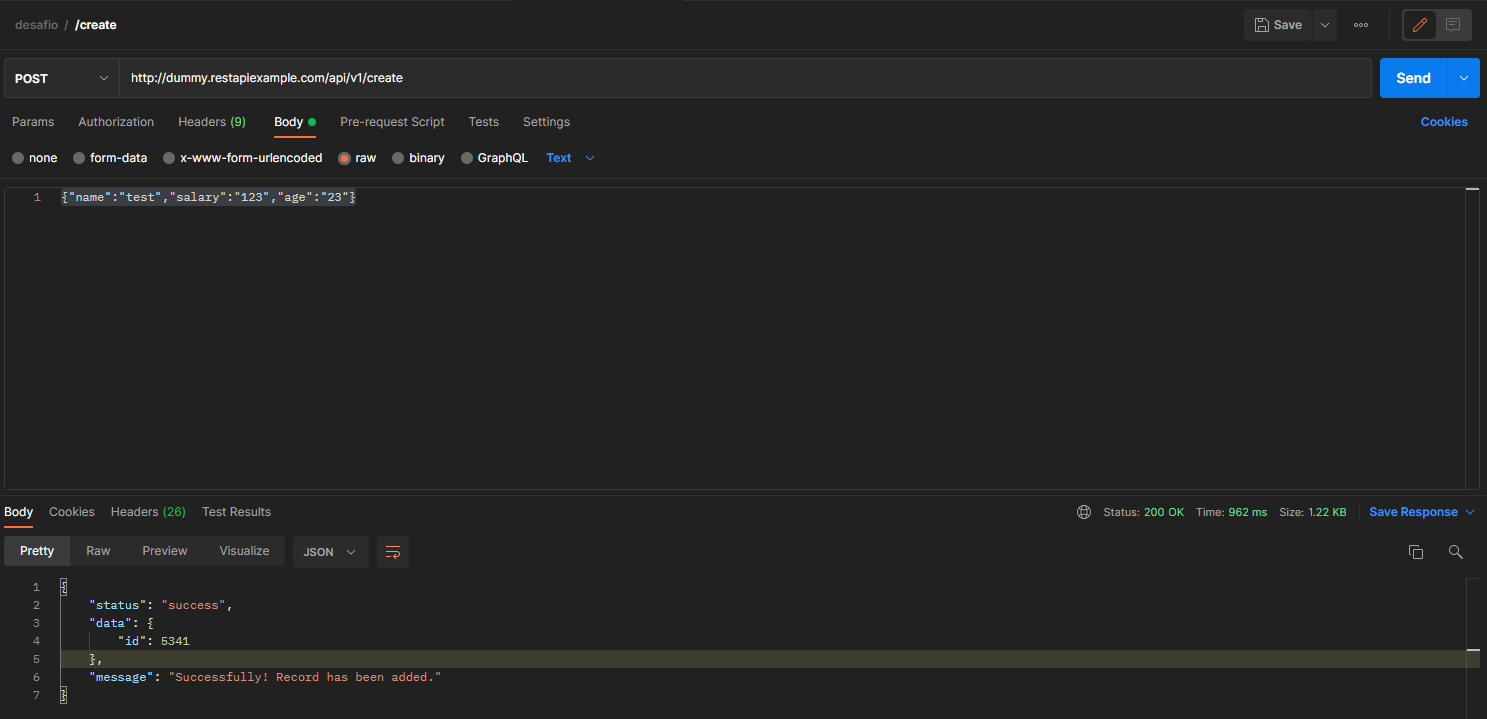 desafio / /create
Save
POST
http://dummy.restapiexample.com/api/v1/create
Send
Params Authorization Headers (9) Body Pre-request Script Tests Settings
Cookies
none form-data x-www-form-urlencoded raw binary GraphQL Text
1 {"name":"test","salary":"123","age":"23"}
Body Cookies Headers (26) Test Results
Status: 200 OK Time: 962 ms Size: 1.22 KB Save Response
Pretty Raw Preview Visualize JSON
1 {
2 "status": "success",
3 "data": {
4 "id": 5341
5 },
6 "message": "Successfully! Record has been added."
7 }